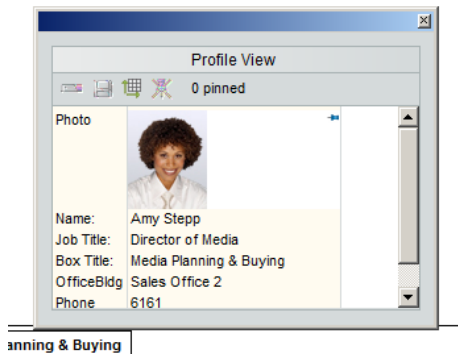 Profile View
0 pinned
Photo
Name: Amy Stepp
Job Title: Director of Media
Box Title: Media Planning & Buying
OfficeBldg Sales Office 2
Phone 6161
anning & Buying